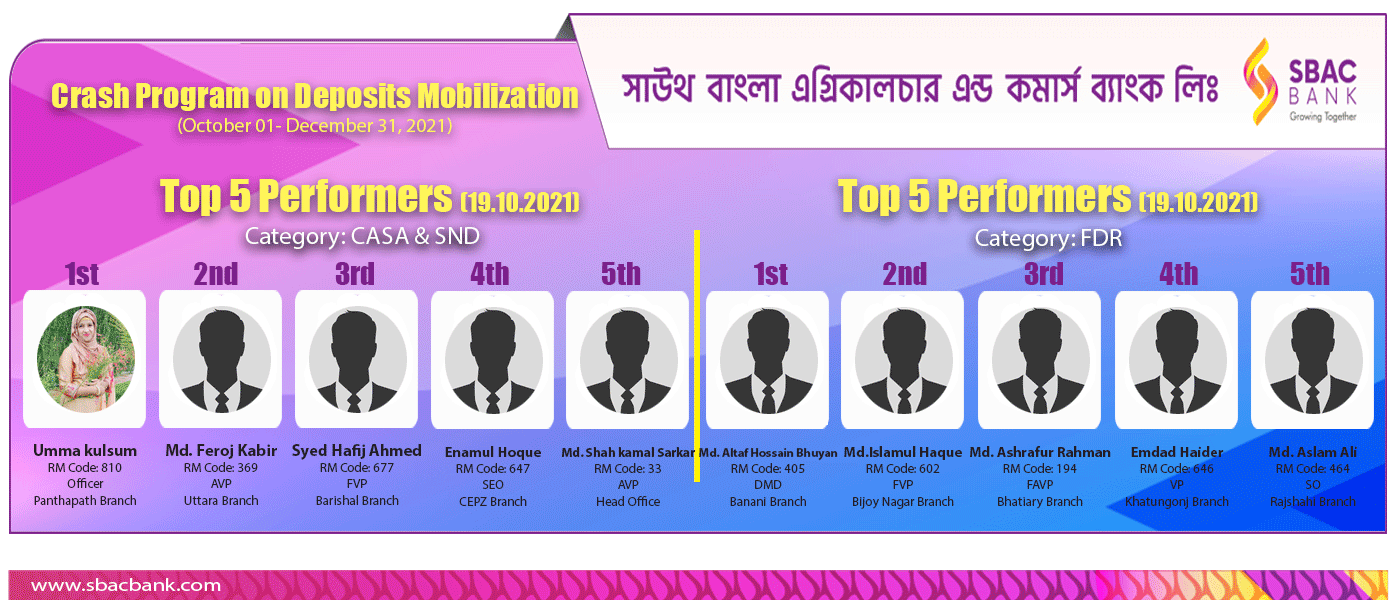 সাউথ বাংলা এগ্রিকালচার এন্ড কমার্স ব্যাংক লিঃ
SBAC
BANK
Growing Together
Crash Program on Deposits Mobilization
(October 01- December 31, 2021)
Top 5 Performers (19.10.2021)
Category: CASA & SND
1st
Umma kulsum
RM Code: 810
Officer
Panthapath Branch
2nd
Md. Feroj Kabir
RM Code: 369
AVP
Uttara Branch
3rd
Syed Hafij Ahmed
RM Code: 677
FVP
Barishal Branch
4th
Enamul Hoque
RM Code: 647
SEO
CEPZ Branch
5th
Md. Shah kamal Sarkar
RM Code: 33
AVP
Head Office
Top 5 Performers (19.10.2021)
Category: FDR
1st
Md. Altaf Hossain Bhuyan
RM Code: 405
DMD
Banani Branch
2nd
Md.Islamul Haque
RM Code: 602
FVP
Bijoy Nagar Branch
3rd
Md. Ashrafur Rahman
RM Code: 194
FAVP
Bhatiary Branch
4th
Emdad Haider
RM Code: 646
VP
Khatungonj Branch
5th
Md. Aslam Ali
RM Code: 464
SO
Rajshahi Branch
www.sbacbank.com